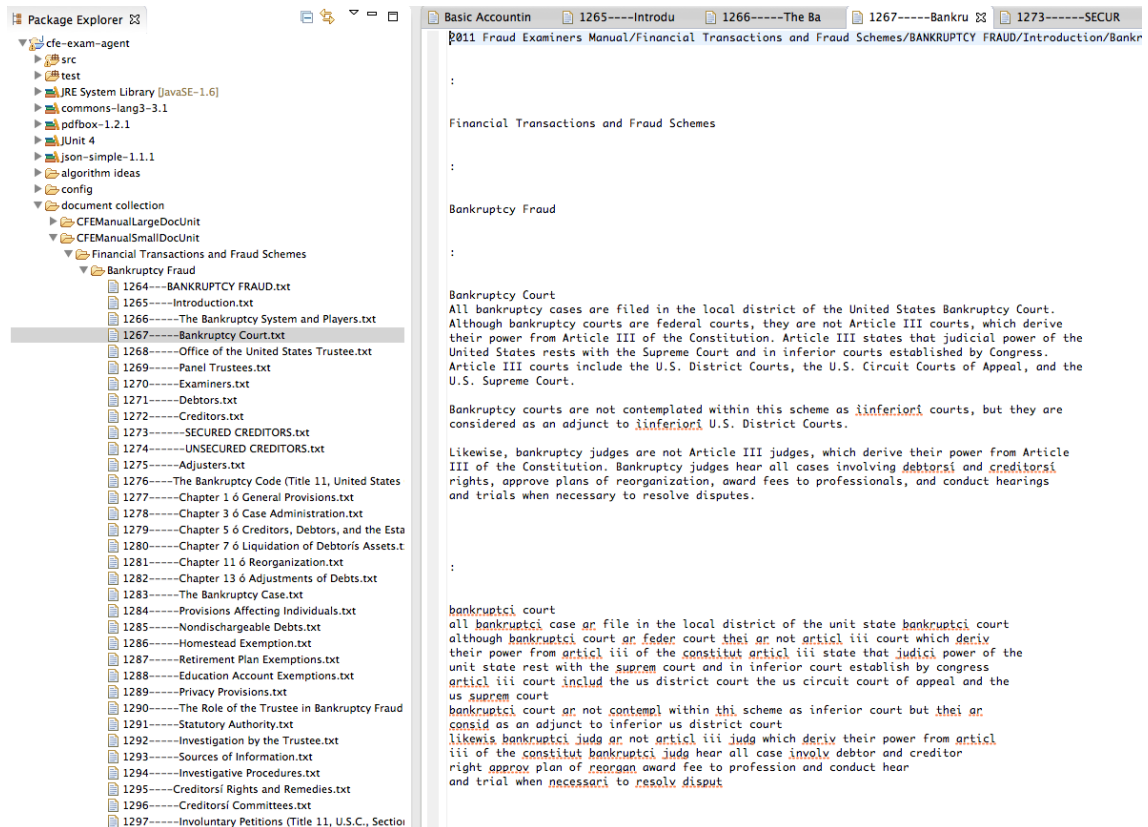 Package Explorer
cfe-exam-agent
src
test
JRE System Library [JavaSE-1.6]
commons-lang3-3.1
pdfbox-1.2.1
JUnit 4
json-simple-1.1.1
algorithm ideas
config
document collection
CFEManualLargeDocUnit
CFEManualSmallDocUnit
Financial Transactions and Fraud Schemes
Bankruptcy Fraud
1264---BANKRUPTCY FRAUD.txt
1265----Introduction.txt
1266-----The Bankruptcy System and Players.txt
1267-----Bankruptcy Court.txt
1268-----Office of the United States Trustee.txt
1269-----Panel Trustees.txt
1270-----Examiners.txt
1271-----Debtors.txt
1272-----Creditors.txt
1273------SECURED CREDITORS.txt
1274------UNSECURED CREDITORS.txt
1275-----Adjusters.txt
1276----The Bankruptcy Code (Title 11, United States
1277-----Chapter 1 ó General Provisions.txt
1278-----Chapter 3 ó Case Administration.txt
1279-----Chapter 5 ó Creditors, Debtors, and the Esta
1280-----Chapter 7 ó Liquidation of Debtorís Assets.t
1281-----Chapter 11 ó Reorganization.txt
1282-----Chapter 13 ó Adjustments of Debts.txt
1283-----The Bankruptcy Case.txt
1284-----Provisions Affecting Individuals.txt
1285-----Nondischargeable Debts.txt
1286-----Homestead Exemption.txt
1287-----Retirement Plan Exemptions.txt
1288-----Education Account Exemptions.txt
1289-----Privacy Provisions.txt
1290-----The Role of the Trustee in Bankruptcy Fraud
1291-----Statutory Authority.txt
1292-----Investigation by the Trustee.txt
1293-----Sources of Information.txt
1294-----Investigative Procedures.txt
1295----Creditorsí Rights and Remedies.txt
1296-----Creditorsí Committees.txt
1297-----Involuntary Petitions (Title 11, U.S.C., Section
Basic Accountin
1265----Introdu
1266-----The Ba
1267-----Bankru
1273------SECUR
2011 Fraud Examiners Manual/Financial Transactions and Fraud Schemes/BANKRUPTCY FRAUD/Introduction/Bankr
:
Financial Transactions and Fraud Schemes
:
Bankruptcy Fraud
:
Bankruptcy Court
All bankruptcy cases are filed in the local district of the United States Bankruptcy Court.
Although bankruptcy courts are federal courts, they are not Article III courts, which derive
their power from Article III of the Constitution. Article III states that judicial power of the
United States rests with the Supreme Court and in inferior courts established by Congress.
Article III courts include the U.S. District Courts, the U.S. Circuit Courts of Appeal, and the
U.S. Supreme Court.
Bankruptcy courts are not contemplated within this scheme as ìinferiorî courts, but they are
considered as an adjunct to ìinferiorî U.S. District Courts.
Likewise, bankruptcy judges are not Article III judges, which derive their power from Article
III of the Constitution. Bankruptcy judges hear all cases involving debtorsí and creditorsí
rights, approve plans of reorganization, award fees to professionals, and conduct hearings
and trials when necessary to resolve disputes.
:
bankruptci court
all bankruptci case ar file in the local district of the unit state bankruptci court
although bankruptci court ar feder court thei ar not articl iii court which deriv
their power from articl iii of the constitut articl iii state that judici power of the
unit state rest with the suprem court and in inferior court establish by congress
articl iii court includ the us district court the us circuit court of appeal and the
us suprem court
bankruptci court ar not contempl within thi scheme as inferior court but thei ar
consid as an adjunct to inferior us district court
likewis bankruptci judg ar not articl iii judg which deriv their power from articl
iii of the constitut bankruptci judg hear all case involv debtor and creditor
right approv plan of reorgan award fee to profession and conduct hear
and trial when necessari to resolv disput